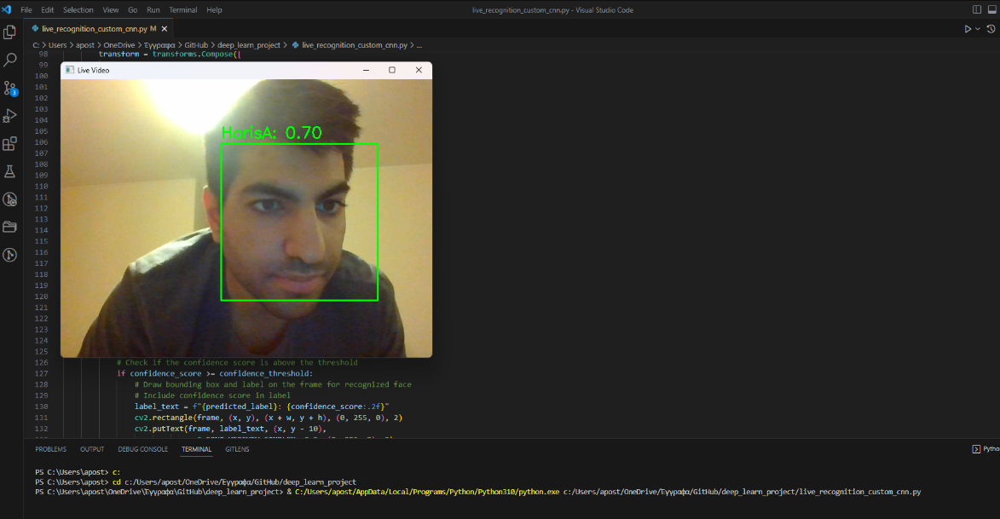 File Edit Selection View Go Run Terminal Help
live_recognition_custom_cnn.py - Visual Studio Code
live_recognition_custom_cnn.py M
C: > Users > apost > OneDrive > Έγγραφα > GitHub > deep_learn_project > live_recognition_custom_cnn.py > ...
98 transform = transforms.Compose([
99
Live Video
100
101
102
103
104
105
HarisA: 0.70
106
107
108
109
110
111
112
113
114
115
116
117
118
119
120
121
122
123
124
125
126 # Check if the confidence score is above the threshold
127 if confidence_score >= confidence_threshold:
128 # Draw bounding box and label on the frame for recognized face
129 # Include confidence score in label
130 label_text = f"{predicted_label}: {confidence_score:.2f}"
131 cv2.rectangle(frame, (x, y), (x + w, y + h), (0, 255, 0), 2)
132 cv2.putText(frame, label_text, (x, y - 10),
3
PROBLEMS OUTPUT DEBUG CONSOLE TERMINAL GITLENS
Pytho
PS C:\Users\apost> c:
PS C:\Users\apost> cd c:/Users/apost/OneDrive/Έγγραφα/GitHub/deep_learn_project
PS C:\Users\apost\OneDrive\Έγγραφα\GitHub\deep_learn_project> & C:/Users/apost/AppData/Local/Programs/Python/Python310/python.exe c:/Users/apost/OneDrive/Έγγραφα/GitHub/deep_learn_project/live_recognition_custom_cnn.py